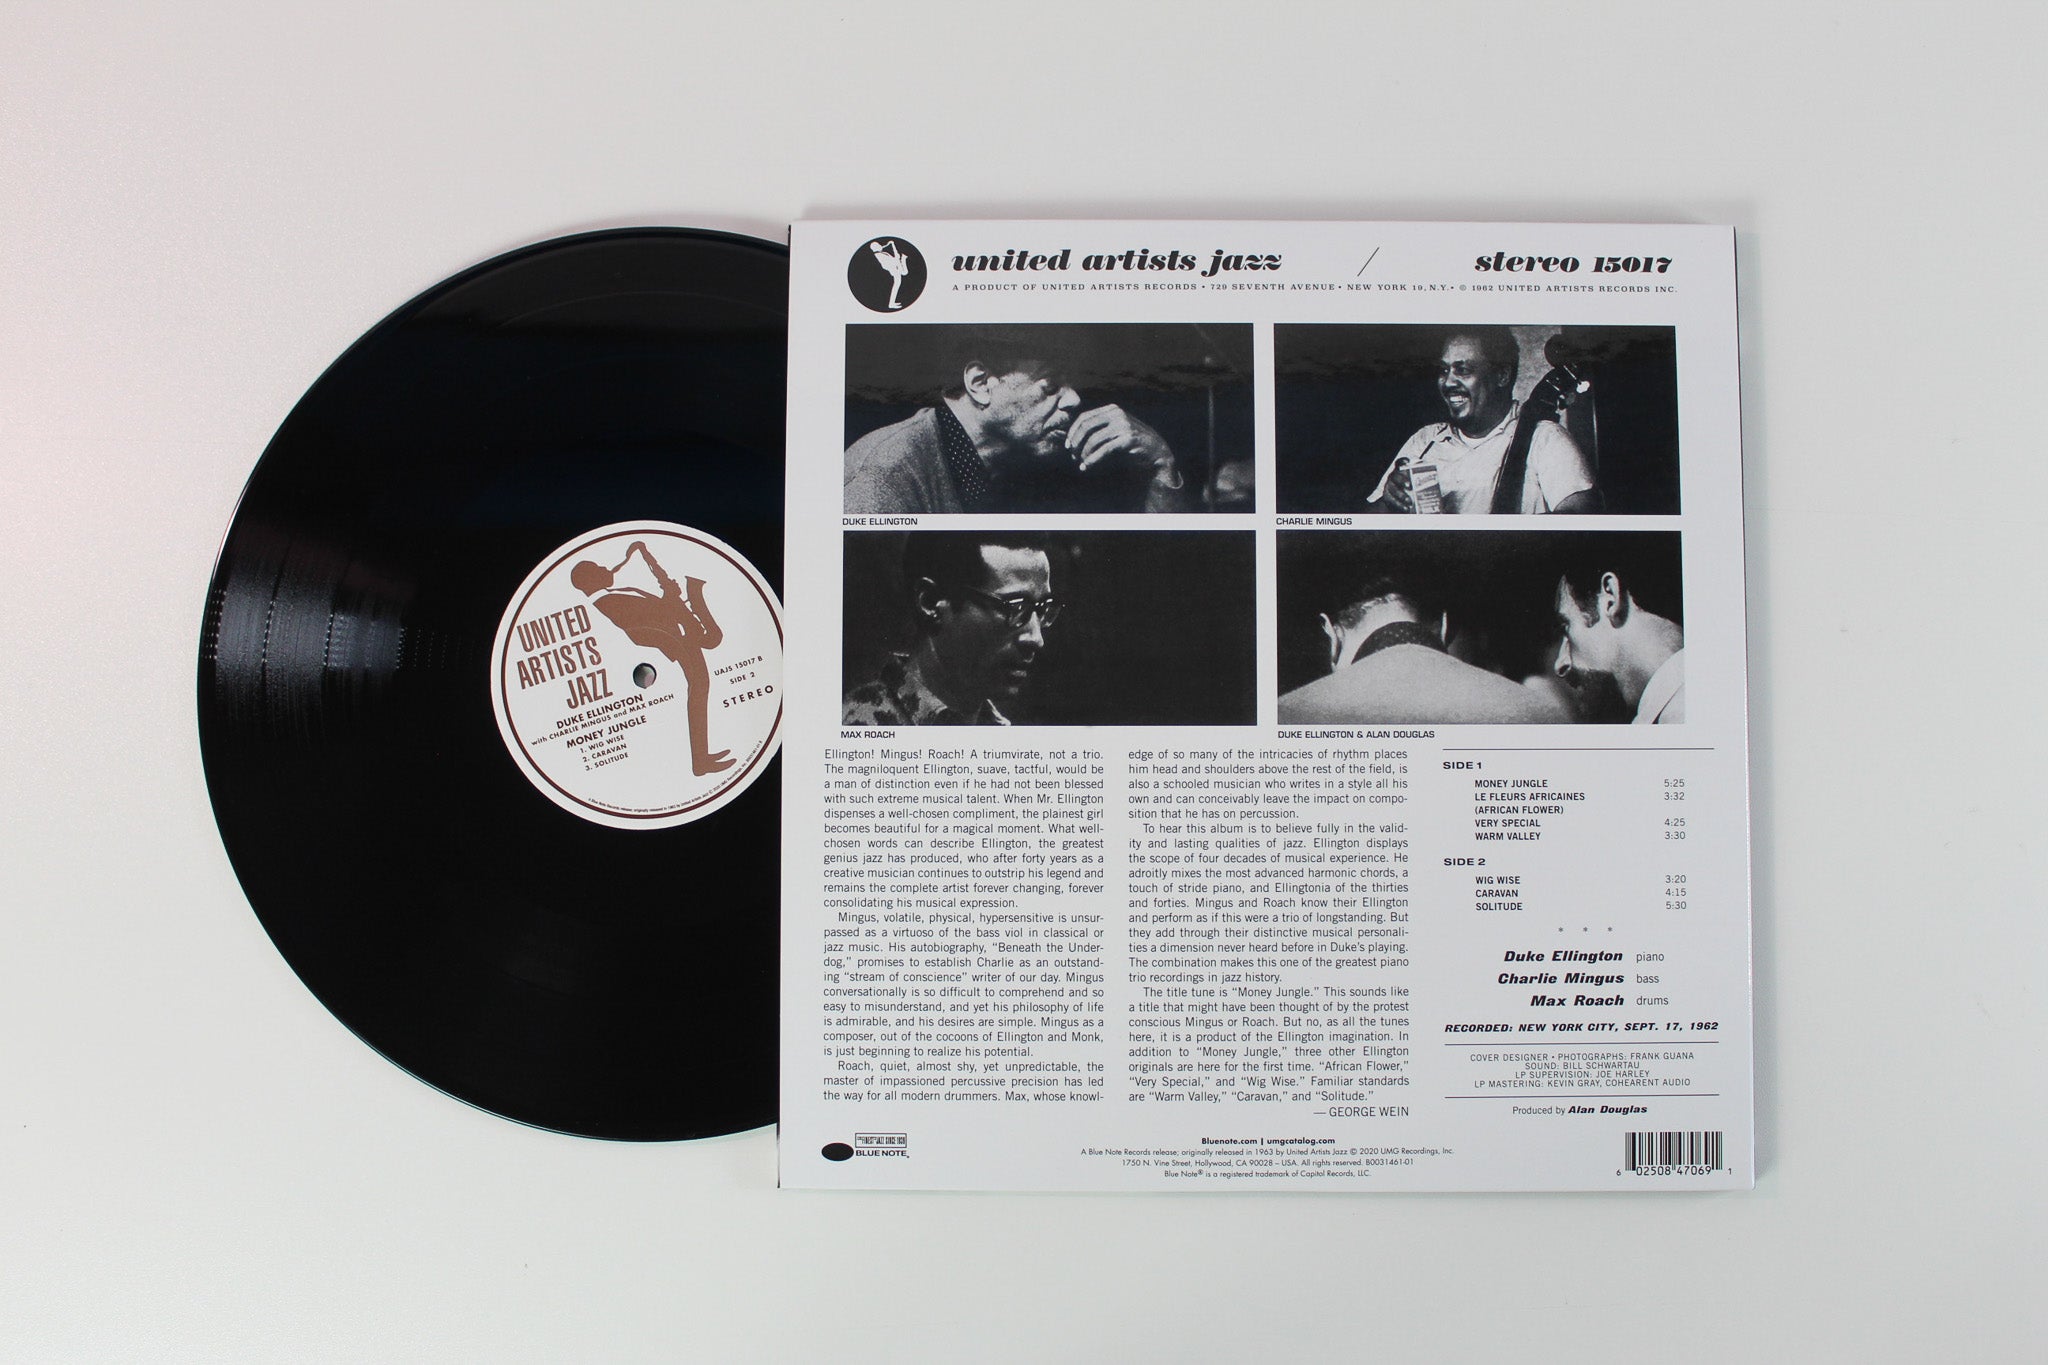 UNITED
ARTISTS
JAZZ
UAJS 15017 B
SIDE 2
STEREO
DUKE ELLINGTON
with CHARLIE MINGUS and MAX ROACH
MONEY JUNGLE
1. WIG WISE
2. CARAVAN
3. SOLITUDE
united artists jazz / stereo 15017
A PRODUCT OF UNITED ARTISTS RECORDS • 729 SEVENTH AVENUE • NEW YORK 19, N.Y. • © 1962 UNITED ARTISTS RECORDS INC.
DUKE ELLINGTON
CHARLIE MINGUS
MAX ROACH
DUKE ELLINGTON & ALAN DOUGLAS
Ellington! Mingus! Roach! A triumvirate, not a trio.
The magniloquent Ellington, suave, tactful, would be
a man of distinction even if he had not been blessed
with such extreme musical talent. When Mr. Ellington
dispenses a well-chosen compliment, the plainest girl
becomes beautiful for a magical moment. What well-
chosen words can describe Ellington, the greatest
genius jazz has produced, who after forty years as a
creative musician continues to outstrip his legend and
remains the complete artist forever changing, forever
consolidating his musical expression.
Mingus, volatile, physical, hypersensitive is unsur-
passed as a virtuoso of the bass viol in classical or
jazz music. His autobiography, "Beneath the Under-
dog," promises to establish Charlie as an outstand-
ing "stream of conscience" writer of our day. Mingus
conversationally is so difficult to comprehend and so
easy to misunderstand, and yet his philosophy of life
is admirable, and his desires are simple. Mingus as a
composer, out of the cocoons of Ellington and Monk,
is just beginning to realize his potential.
Roach, quiet, almost shy, yet unpredictable, the
master of impassioned percussive precision has led
the way for all modern drummers. Max, whose knowl-
edge of so many of the intricacies of rhythm places
him head and shoulders above the rest of the field, is
also a schooled musician who writes in a style all his
own and can conceivably leave the impact on compo-
sition that he has on percussion.
To hear this album is to believe fully in the valid-
ity and lasting qualities of jazz. Ellington displays
the scope of four decades of musical experience. He
adroitly mixes the most advanced harmonic chords, a
touch of stride piano, and Ellingtonia of the thirties
and forties. Mingus and Roach know their Ellington
and perform as if this were a trio of longstanding. But
they add through their distinctive musical personali-
ties a dimension never heard before in Duke's playing.
The combination makes this one of the greatest piano
trio recordings in jazz history.
The title tune is "Money Jungle." This sounds like
a title that might have been thought of by the protest
conscious Mingus or Roach. But no, as all the tunes
here, it is a product of the Ellington imagination. In
addition to "Money Jungle," three other Ellington
originals are here for the first time. "African Flower,"
"Very Special," and "Wig Wise." Familiar standards
are "Warm Valley," "Caravan," and "Solitude."
— GEORGE WEIN
SIDE 1
MONEY JUNGLE 5:25
LE FLEURS AFRICAINES 3:32
(AFRICAN FLOWER)
VERY SPECIAL 4:25
WARM VALLEY 3:30
SIDE 2
WIG WISE 3:20
CARAVAN 4:15
SOLITUDE 5:30
* * *
Duke Ellington piano
Charlie Mingus bass
Max Roach drums
RECORDED: NEW YORK CITY, SEPT. 17, 1962
COVER DESIGNER • PHOTOGRAPHS: FRANK GUANA
SOUND: BILL SCHWARTAU
LP SUPERVISION: JOE HARLEY
LP MASTERING: KEVIN GRAY, COHEARENT AUDIO
Produced by Alan Douglas
THE FINEST IN JAZZ SINCE 1939
BLUE NOTE
Bluenote.com | umgcatalog.com
A Blue Note Records release; originally released in 1963 by United Artists Jazz © 2020 UMG Recordings, Inc.
1750 N. Vine Street, Hollywood, CA 90028 – USA. All rights reserved. B0031461-01
Blue Note® is a registered trademark of Capitol Records, LLC.
6 02508 47069 1